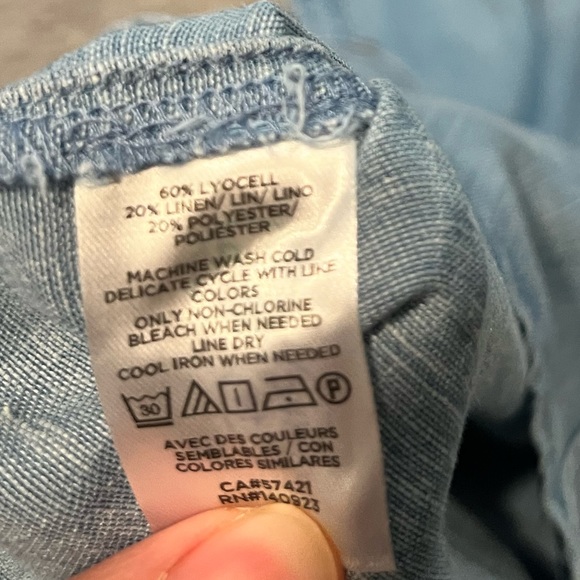 60% LYOCELL
20% LINEN/ LIN/ LINO
20% POLYESTER/
POLIESTER
MACHINE WASH COLD
DELICATE CYCLE WITH LIKE
COLORS
ONLY NON-CHLORINE
BLEACH WHEN NEEDED
LINE DRY
COOL IRON WHEN NEEDED
30 P
AVEC DES COULEURS
SEMBLABLES / CON
COLORES SIMILARES
CA#57421
RN#140923